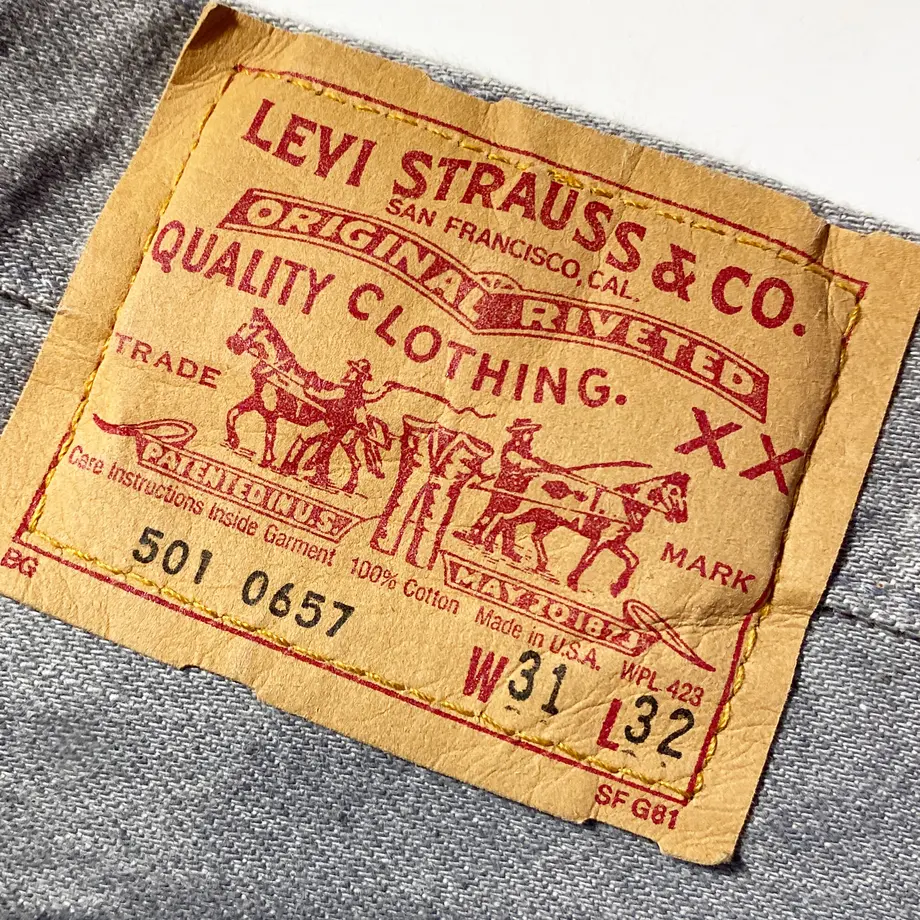 LEVI STRAUSS & CO.
SAN FRANCISCO, CAL.
ORIGINAL RIVETED
QUALITY CLOTHING.
XX
TRADE MARK
PATENTED IN U.S. MAY 20 1873
Care Instructions Inside Garment 100% Cotton Made in U.S.A. WPL 423
501 0657
W31 L32
BG
SF G81